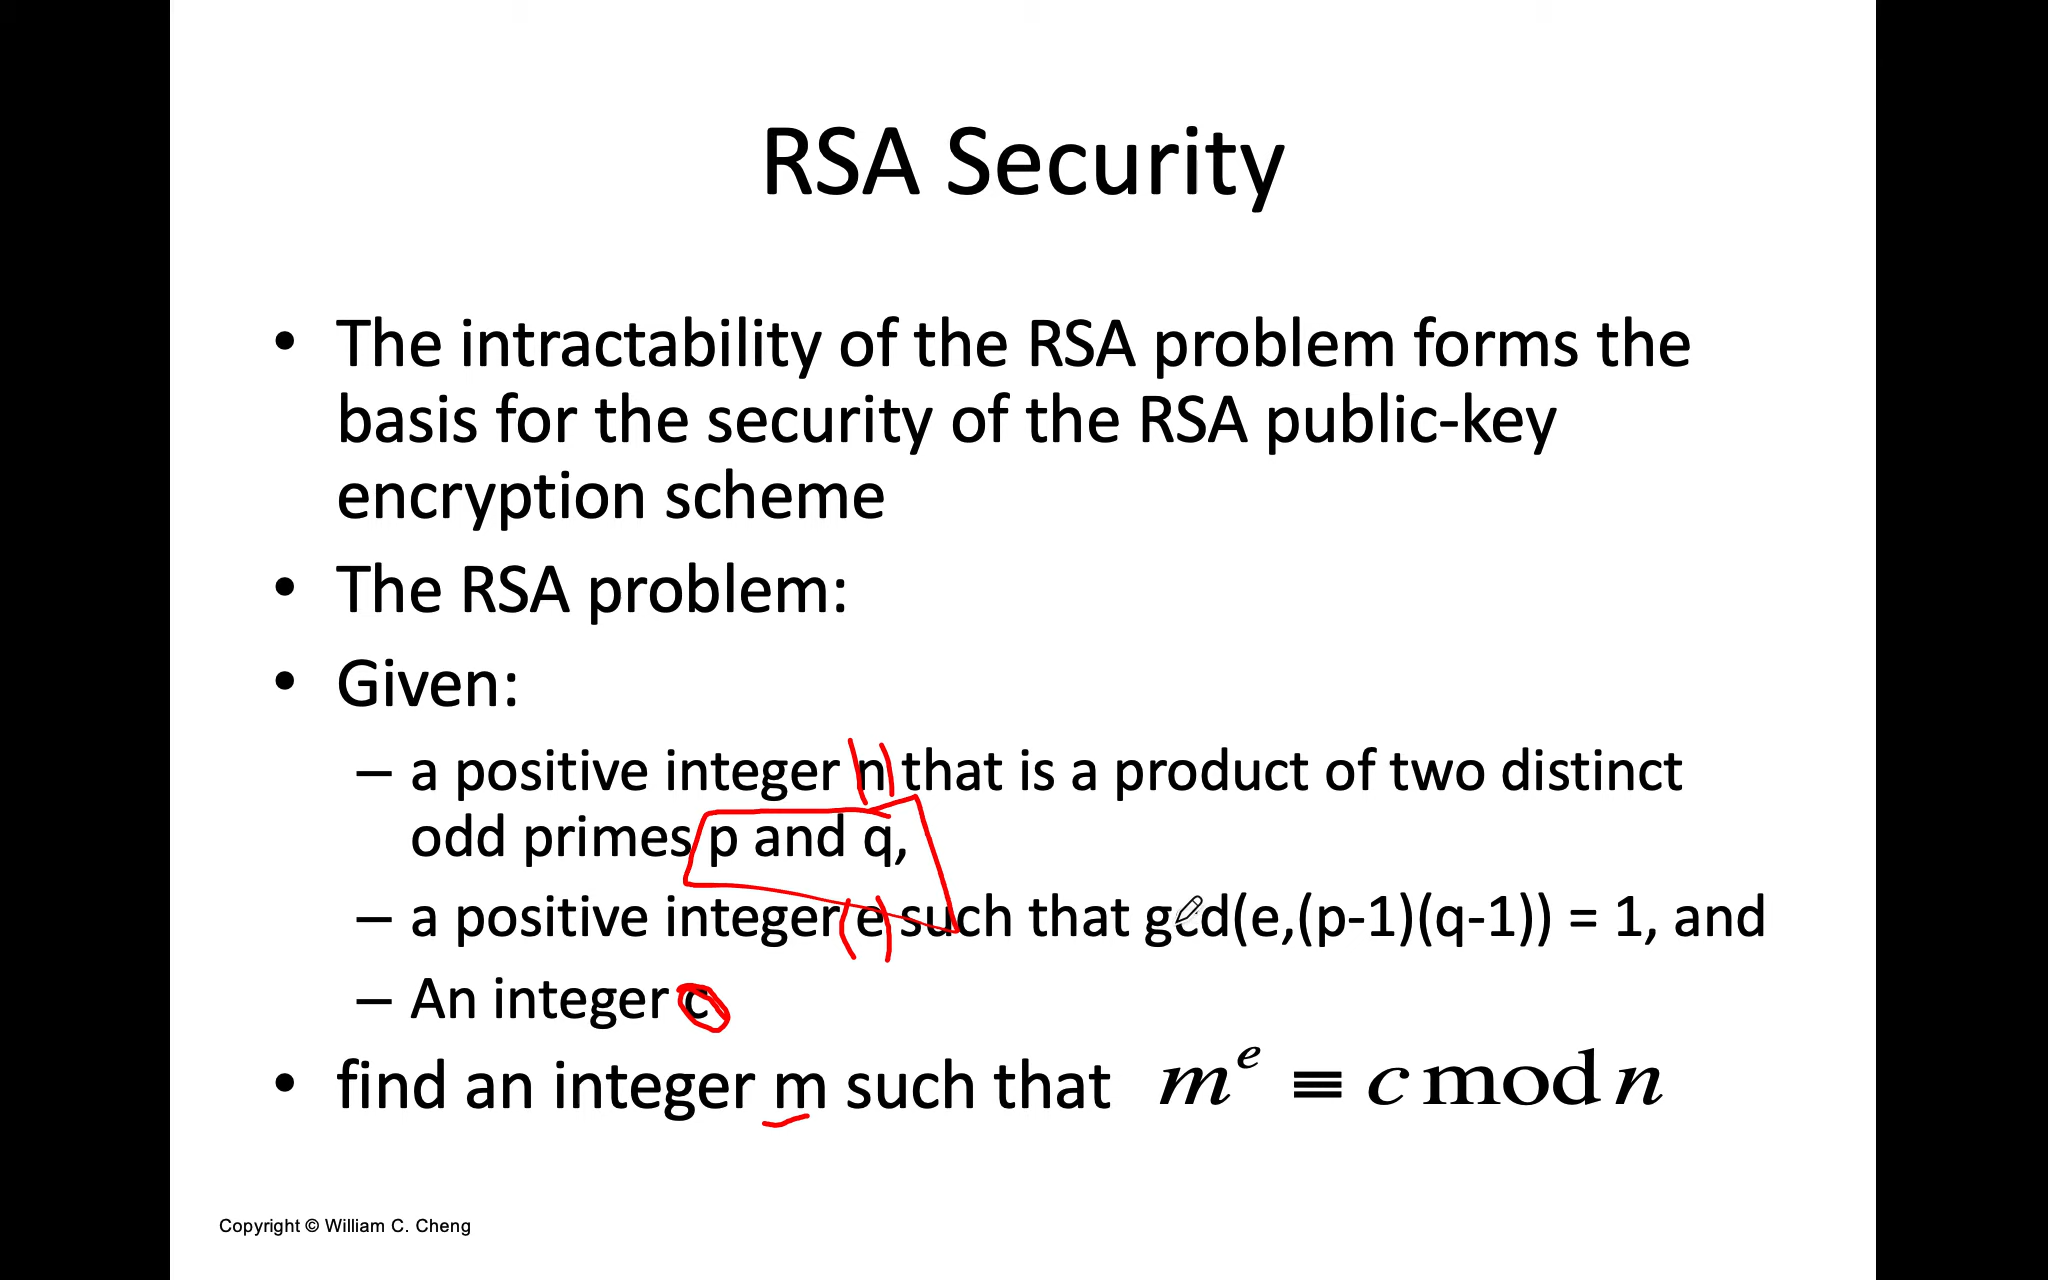 RSA Security
• The intractability of the RSA problem forms the
basis for the security of the RSA public-key
encryption scheme
• The RSA problem:
• Given:
– a positive integer n that is a product of two distinct
odd primes p and q,
– a positive integer e such that gcd(e,(p-1)(q-1)) = 1, and
– An integer c
• find an integer m such that mᵉ ≡ c mod n
Copyright © William C. Cheng